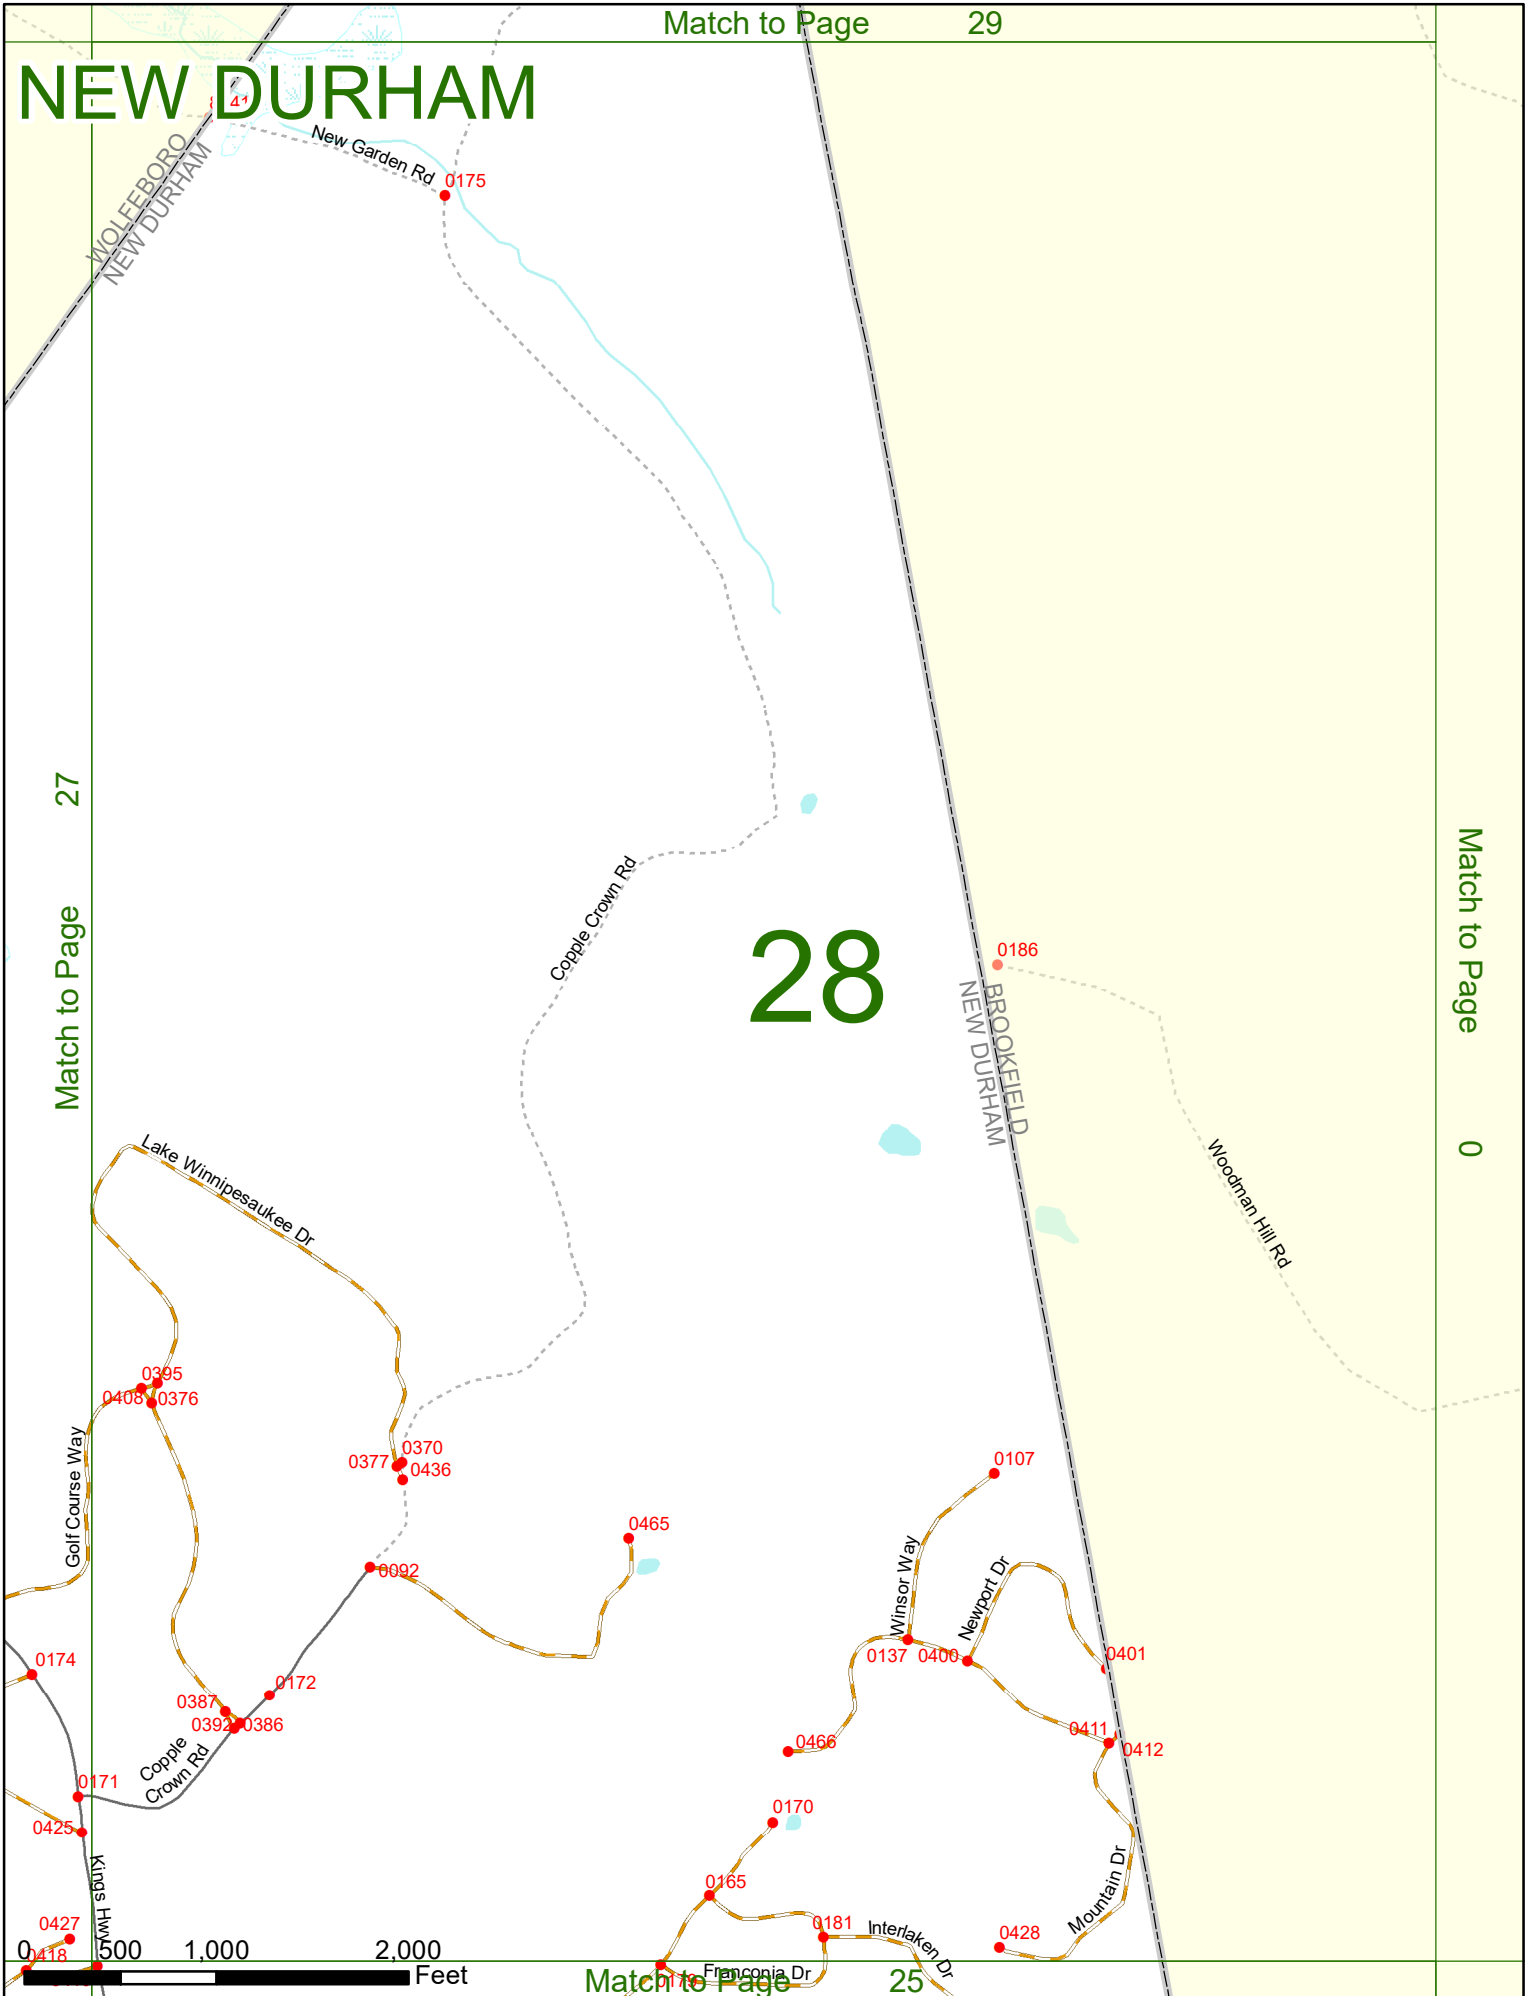 Match to Page 29
NEW DURHAM
New Garden Rd
0175
WOLFEBORO
NEW DURHAM
Match to Page 27
Copple Crown Rd
28
0186
BROOKFIELD
NEW DURHAM
Match to Page 0
Woodman Hill Rd
Lake Winnipesaukee Dr
0395
0408
0376
Golf Course Way
0370
0377
0436
0107
0465
0092
Winsor Way
Newport Dr
0137
0400
0401
0174
0172
0387
0392
0386
Copple
Crown Rd
0411
0412
0466
0171
0170
0425
Kings Hwy
0165
Mountain Dr
0427
0181
Interlaken Dr
0428
0418
0 500 1,000 2,000
Feet
0179
Franconia Dr
Match to Page 25